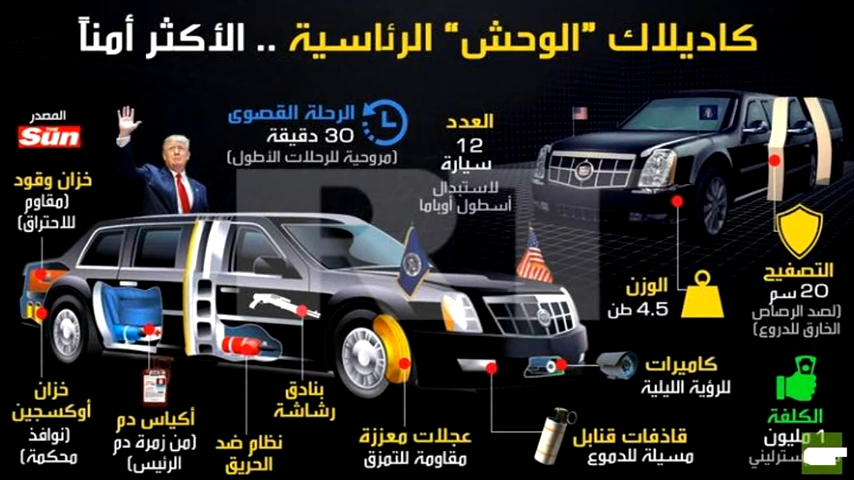 كاديلاك "الوحش" الرئاسية .. الأكثر أمناً
المصدر
THE Sun
الرحلة القصوى
30 دقيقة
(مروحية للرحلات الأطول)
العدد
12
سيارة
لاستبدال
أسطول أوباما
خزان وقود
(مقاوم
للاحتراق)
RT
التصفيح
20 سم
(لصد الرصاص
الخارق للدروع)
الوزن
4.5 طن
كاميرات
للرؤية الليلية
الكلفة
1 مليون
قاذفات قنابل
مسيلة للدموع
عجلات معززة
مقاومة للتمزق
بنادق
رشاشة
نظام ضد
الحريق
أكياس دم
(من زمرة دم
الرئيس)
خزان
أوكسجين
(نوافذ
محكمة)